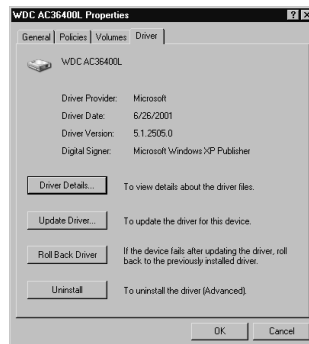 WDC AC36400L Properties
General Policies Volumes Driver
WDC AC36400L
Driver Provider: Microsoft
Driver Date: 6/26/2001
Driver Version: 5.1.2505.0
Digital Signer: Microsoft Windows XP Publisher
Driver Details... To view details about the driver files.
Update Driver... To update the driver for this device.
Roll Back Driver If the device fails after updating the driver, roll
back to the previously installed driver.
Uninstall To uninstall the driver (Advanced).
OK Cancel